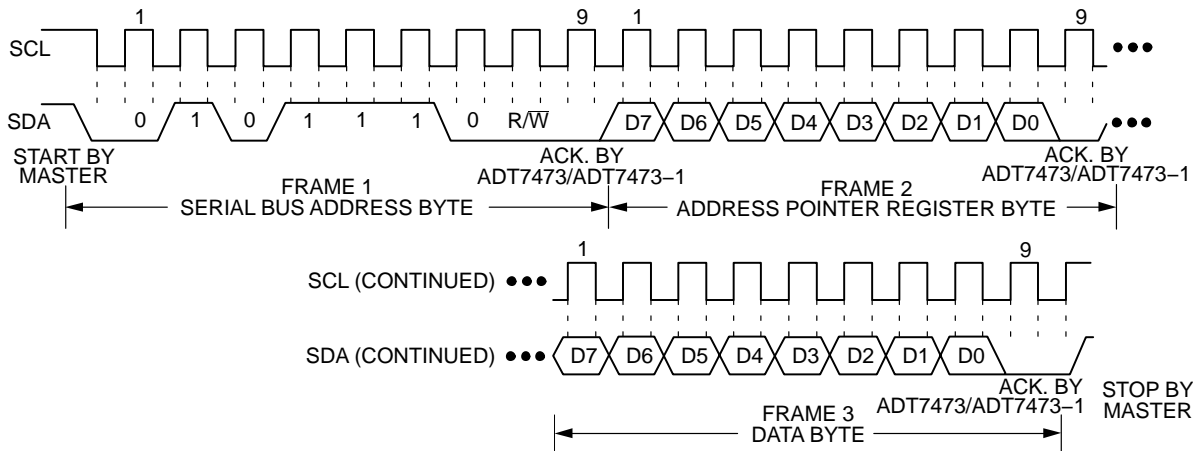 1 9 1 9
SCL
SDA 0 1 0 1 1 1 0 R/W̅ D7 D6 D5 D4 D3 D2 D1 D0
START BY MASTER
ACK. BY ADT7473/ADT7473–1
ACK. BY ADT7473/ADT7473–1
FRAME 1
SERIAL BUS ADDRESS BYTE
FRAME 2
ADDRESS POINTER REGISTER BYTE
1 9
SCL (CONTINUED)
SDA (CONTINUED) D7 D6 D5 D4 D3 D2 D1 D0
ACK. BY ADT7473/ADT7473–1
STOP BY MASTER
FRAME 3
DATA BYTE